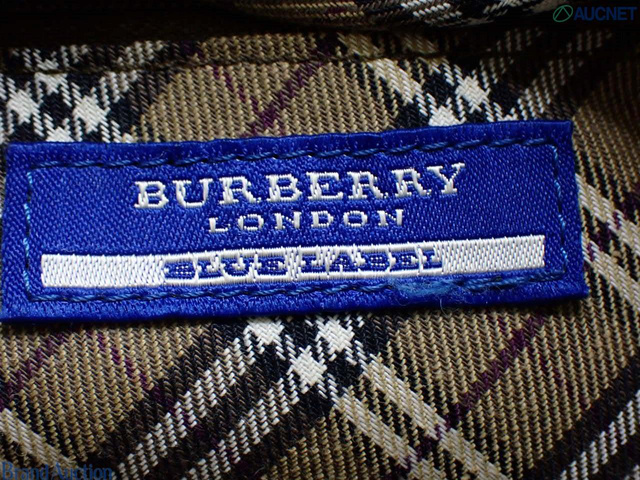 AUCNET
BURBERRY
LONDON
BLUE LABEL
Brand Auction